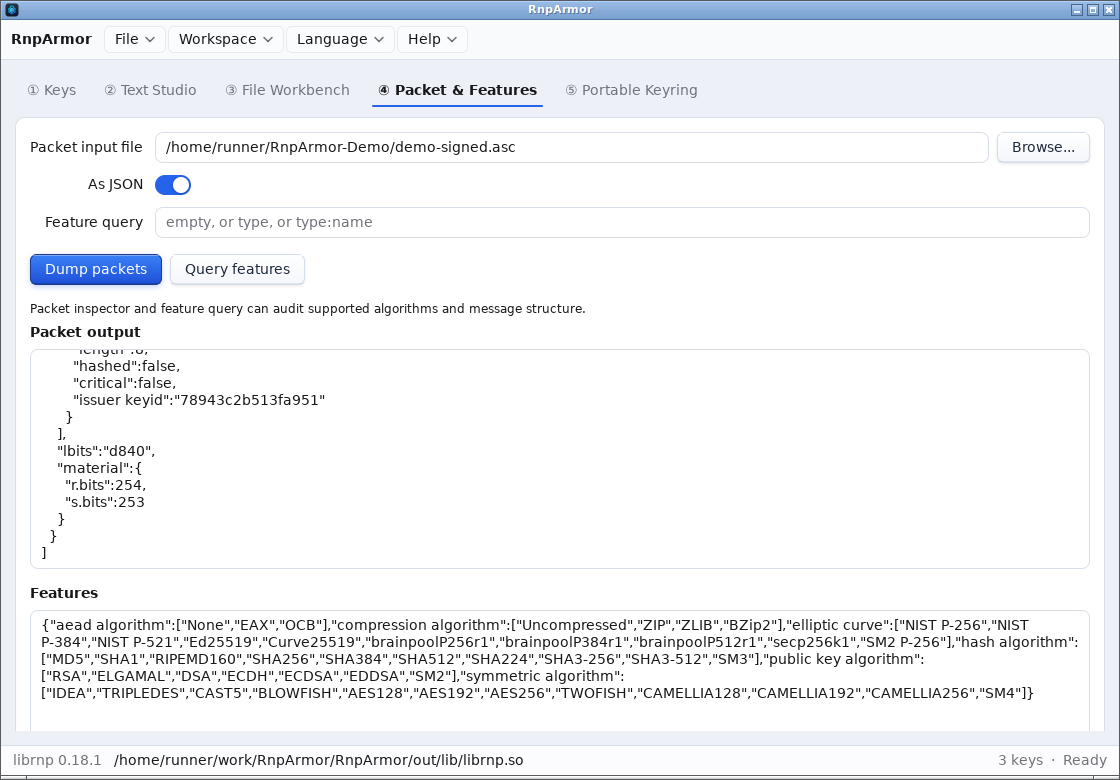 RnpArmor
RnpArmor File Workspace Language Help
① Keys ② Text Studio ③ File Workbench ④ Packet & Features ⑤ Portable Keyring
Packet input file /home/runner/RnpArmor-Demo/demo-signed.asc Browse...
As JSON
Feature query empty, or type, or type:name
Dump packets Query features
Packet inspector and feature query can audit supported algorithms and message structure.
Packet output
"length":8,
"hashed":false,
"critical":false,
"issuer keyid":"78943c2b513fa951"
}
],
"lbits":"d840",
"material":{
"r.bits":254,
"s.bits":253
}
}
]
Features
{"aead algorithm":["None","EAX","OCB"],"compression algorithm":["Uncompressed","ZIP","ZLIB","BZip2"],"elliptic curve":["NIST P-256","NIST
P-384","NIST P-521","Ed25519","Curve25519","brainpoolP256r1","brainpoolP384r1","brainpoolP512r1","secp256k1","SM2 P-256"],"hash algorithm":
["MD5","SHA1","RIPEMD160","SHA256","SHA384","SHA512","SHA224","SHA3-256","SHA3-512","SM3"],"public key algorithm":
["RSA","ELGAMAL","DSA","ECDH","ECDSA","EDDSA","SM2"],"symmetric algorithm":
["IDEA","TRIPLEDES","CAST5","BLOWFISH","AES128","AES192","AES256","TWOFISH","CAMELLIA128","CAMELLIA192","CAMELLIA256","SM4"]}
librnp 0.18.1 /home/runner/work/RnpArmor/RnpArmor/out/lib/librnp.so 3 keys · Ready